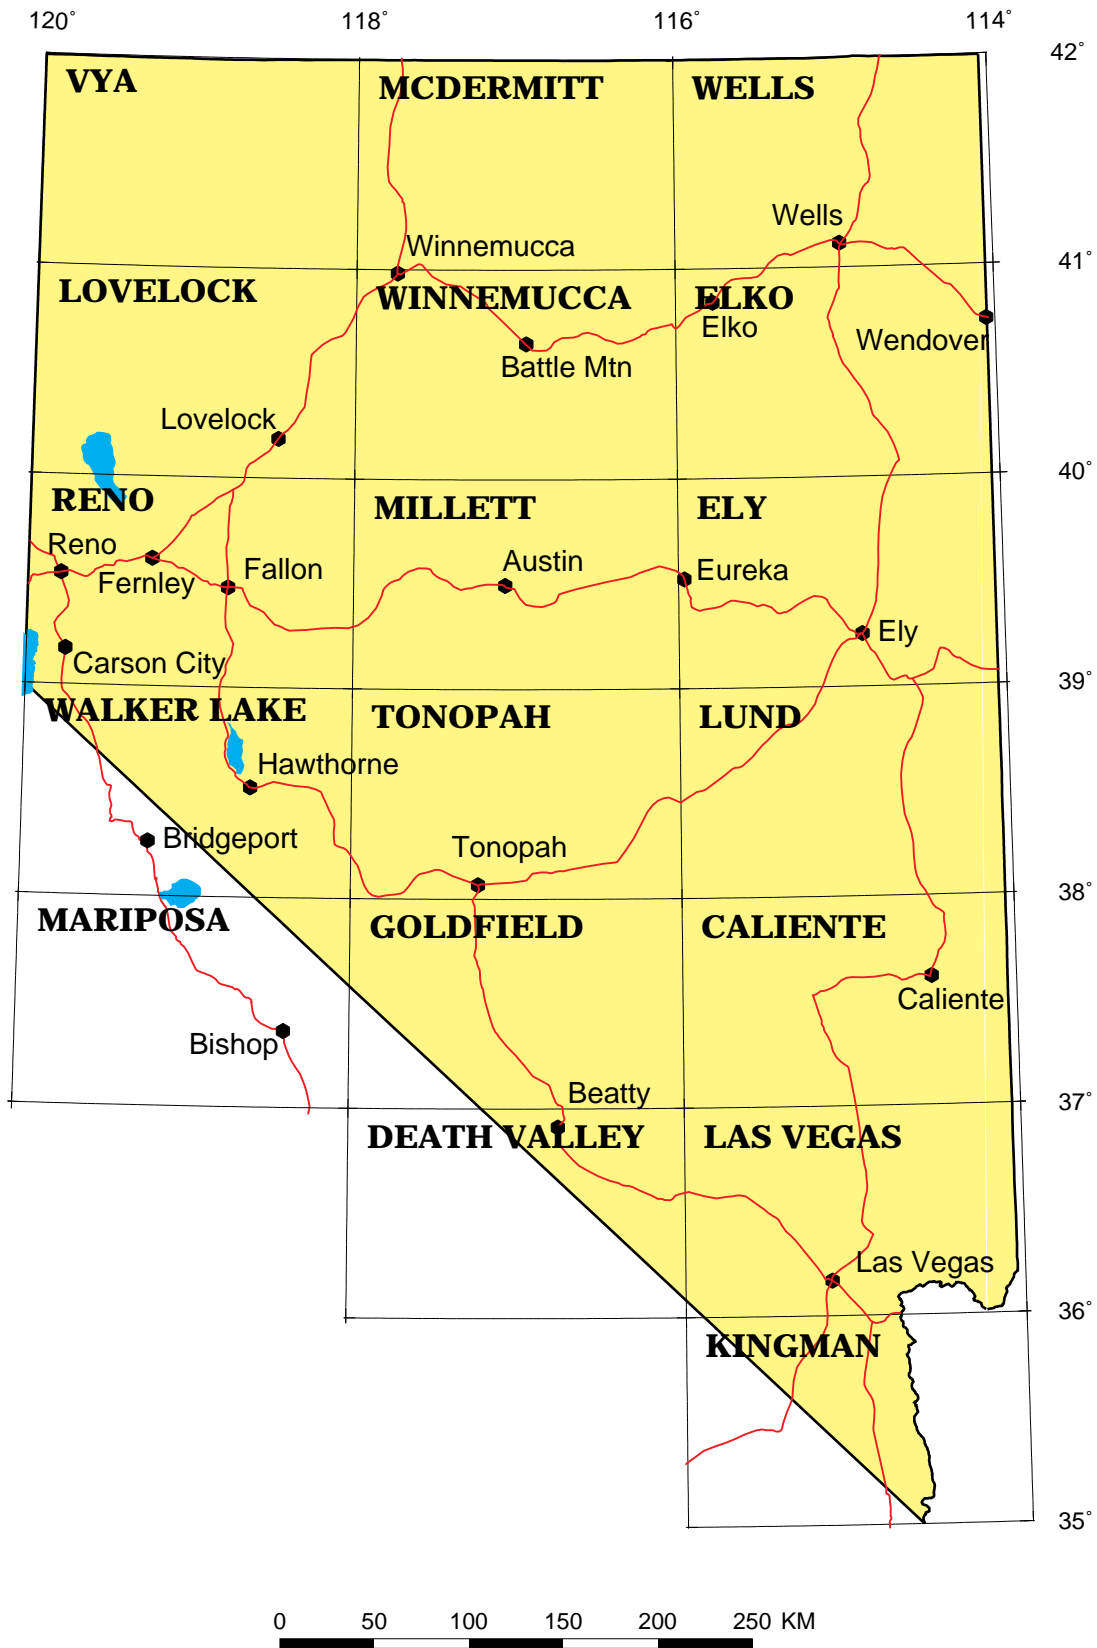 120° 118° 116° 114°
42°
VYA MCDERMITT WELLS
Wells
Winnemucca
41°
LOVELOCK WINNEMUCCA ELKO
Elko
Wendover
Battle Mtn
Lovelock
40°
RENO MILLETT ELY
Reno
Austin
Fallon Eureka
Fernley
Ely
Carson City
39°
WALKER LAKE TONOPAH LUND
Hawthorne
Bridgeport
Tonopah
38°
MARIPOSA GOLDFIELD CALIENTE
Caliente
Bishop
Beatty
37°
DEATH VALLEY LAS VEGAS
Las Vegas
36°
KINGMAN
35°
0 50 100 150 200 250 KM